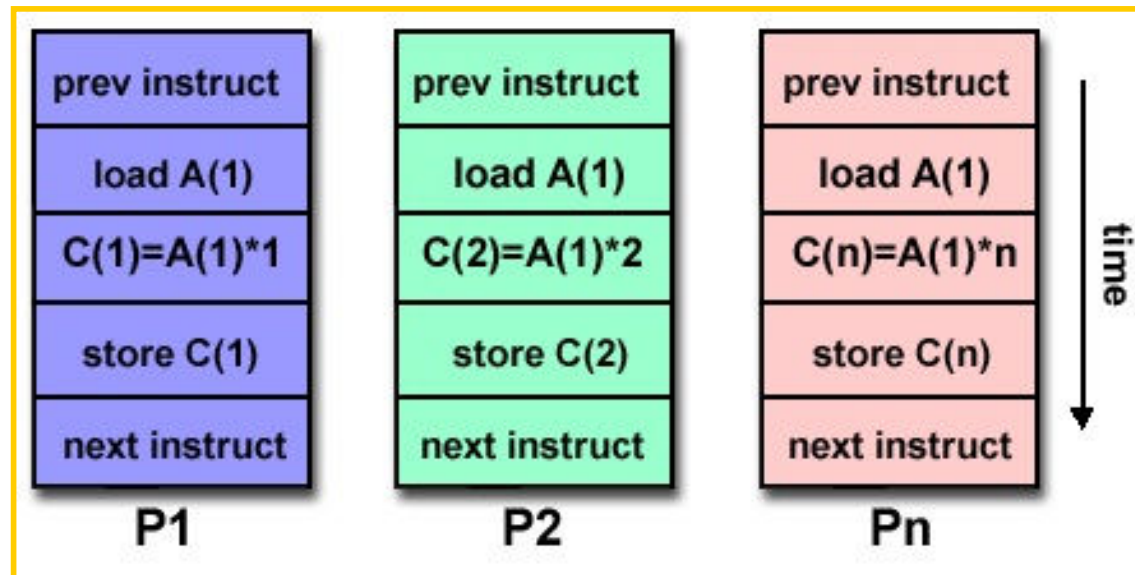 prev instruct
load A(1)
C(1)=A(1)*1
store C(1)
next instruct
P1
prev instruct
load A(1)
C(2)=A(1)*2
store C(2)
next instruct
P2
prev instruct
load A(1)
C(n)=A(1)*n
store C(n)
next instruct
Pn
time